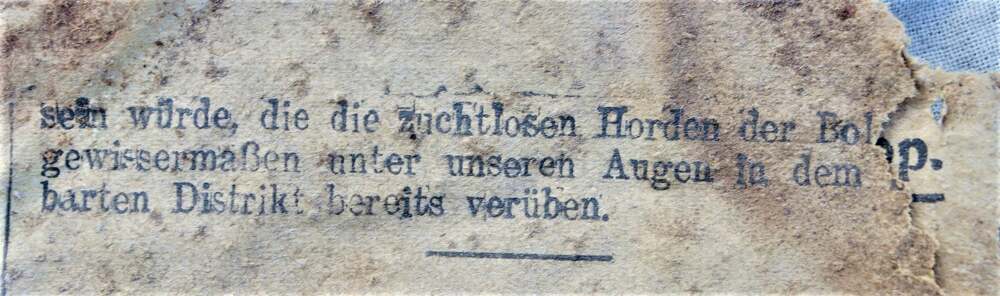 sein würde, die die zuchtlosen Horden der Bol
gewissermaßen unter unseren Augen in dem
barten Distrikt bereits verüben.
p.